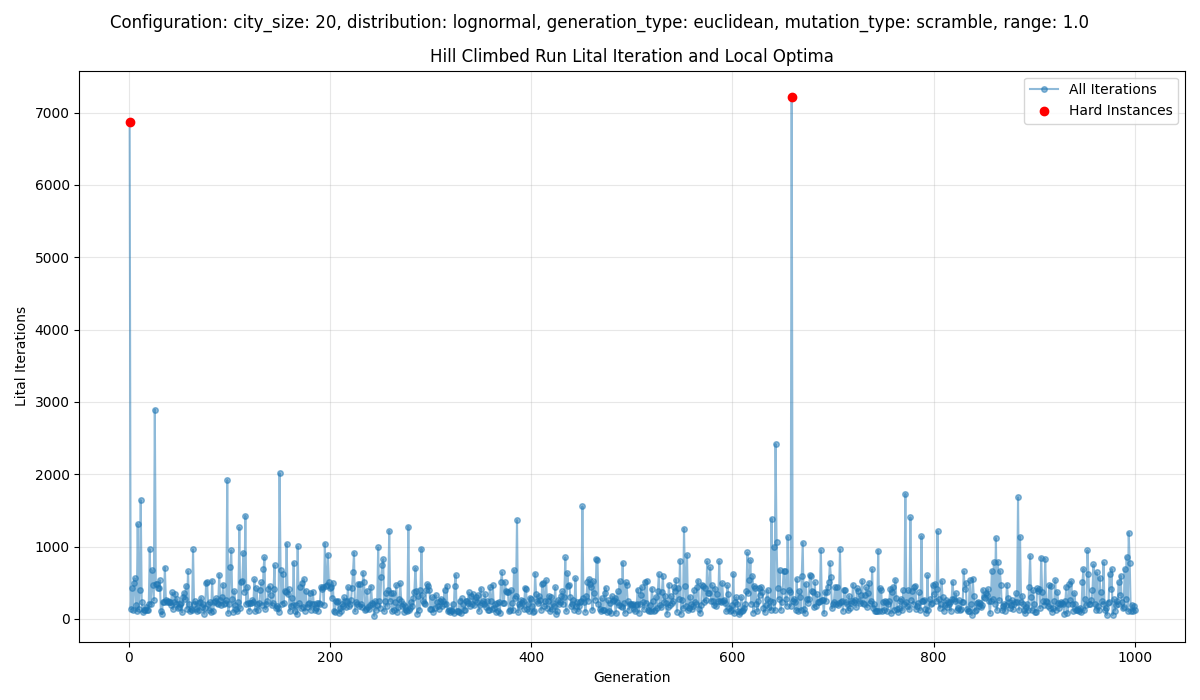 Configuration: city_size: 20, distribution: lognormal, generation_type: euclidean, mutation_type: scramble, range: 1.0
Hill Climbed Run Lital Iteration and Local Optima
All Iterations
Hard Instances
7000
6000
5000
4000
3000
2000
1000
0
Lital Iterations
0 200 400 600 800 1000
Generation